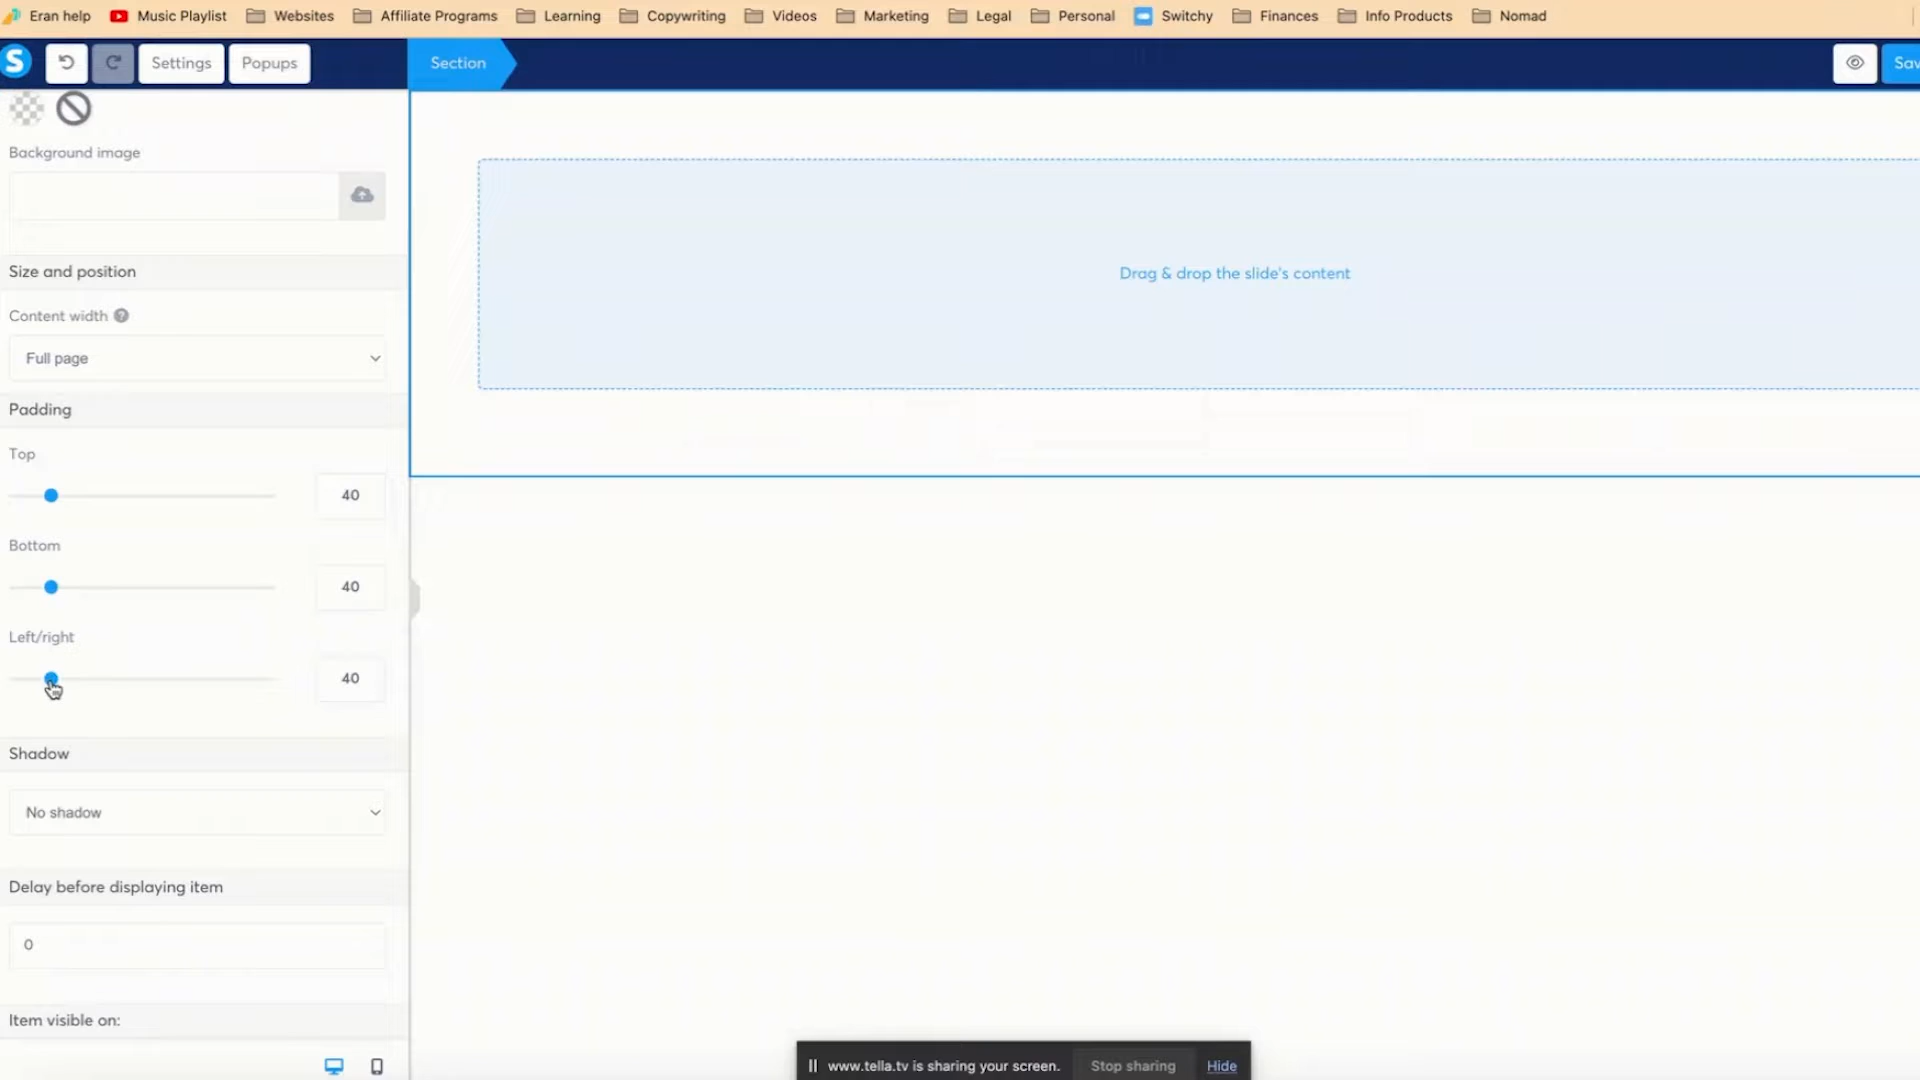 Eran help Music Playlist Websites Affiliate Programs Learning Copywriting Videos Marketing Legal Personal Switchy Finances Info Products Nomad
S Settings Popups Section Sav
Background image
Size and position
Content width ?
Full page
Padding
Top
40
Bottom
40
Left/right
40
Shadow
No shadow
Delay before displaying item
0
Item visible on:
Drag & drop the slide's content
www.tella.tv is sharing your screen. Stop sharing Hide